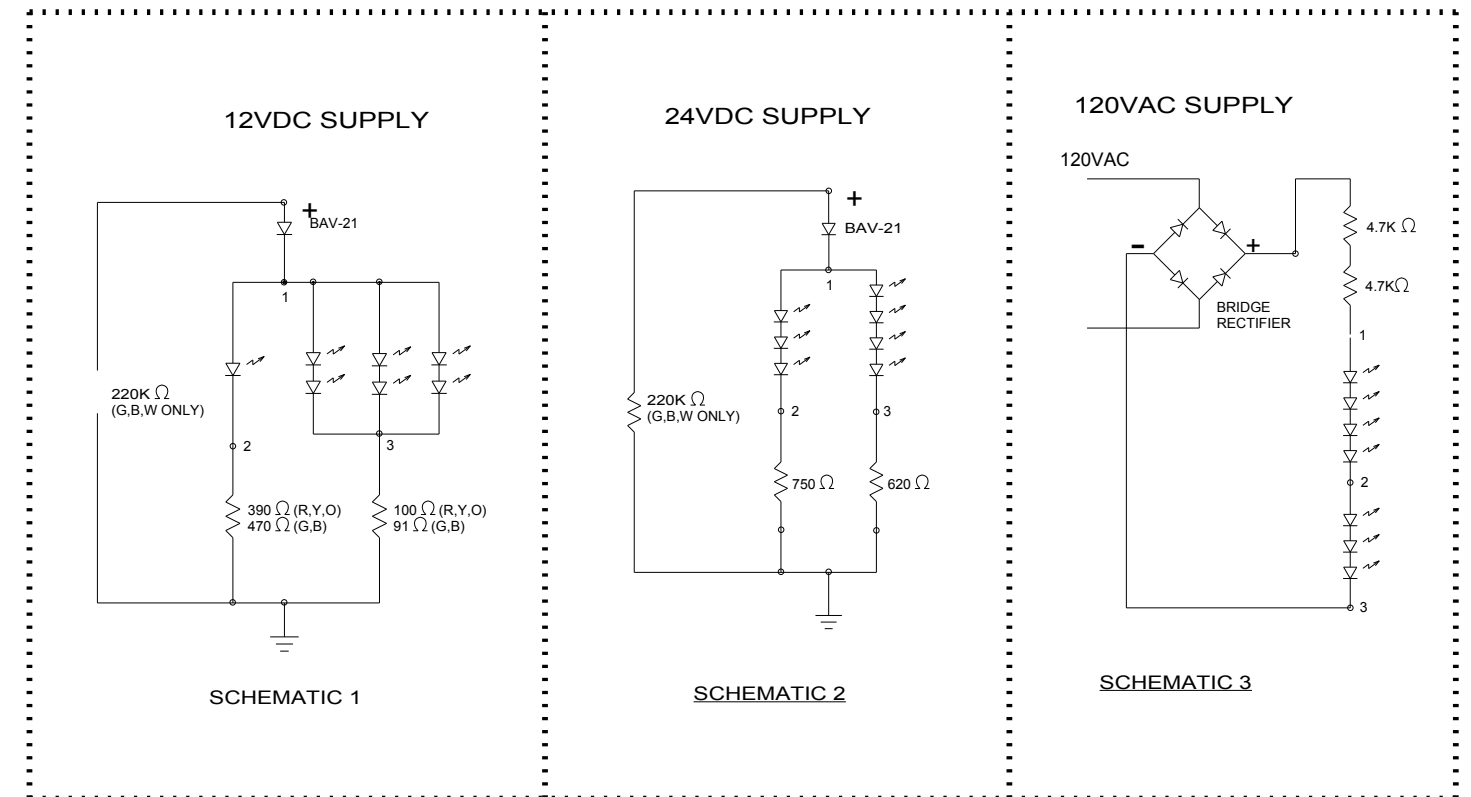 12VDC SUPPLY
+
BAV-21
1
220K Ω
(G,B,W ONLY)
2
3
390 Ω (R,Y,O)
470 Ω (G,B)
100 Ω (R,Y,O)
91 Ω (G,B)
SCHEMATIC 1
24VDC SUPPLY
+
BAV-21
1
220K Ω
(G,B,W ONLY)
2
3
750 Ω
620 Ω
SCHEMATIC 2
120VAC SUPPLY
120VAC
-
+
BRIDGE
RECTIFIER
4.7K Ω
4.7KΩ
1
2
3
SCHEMATIC 3